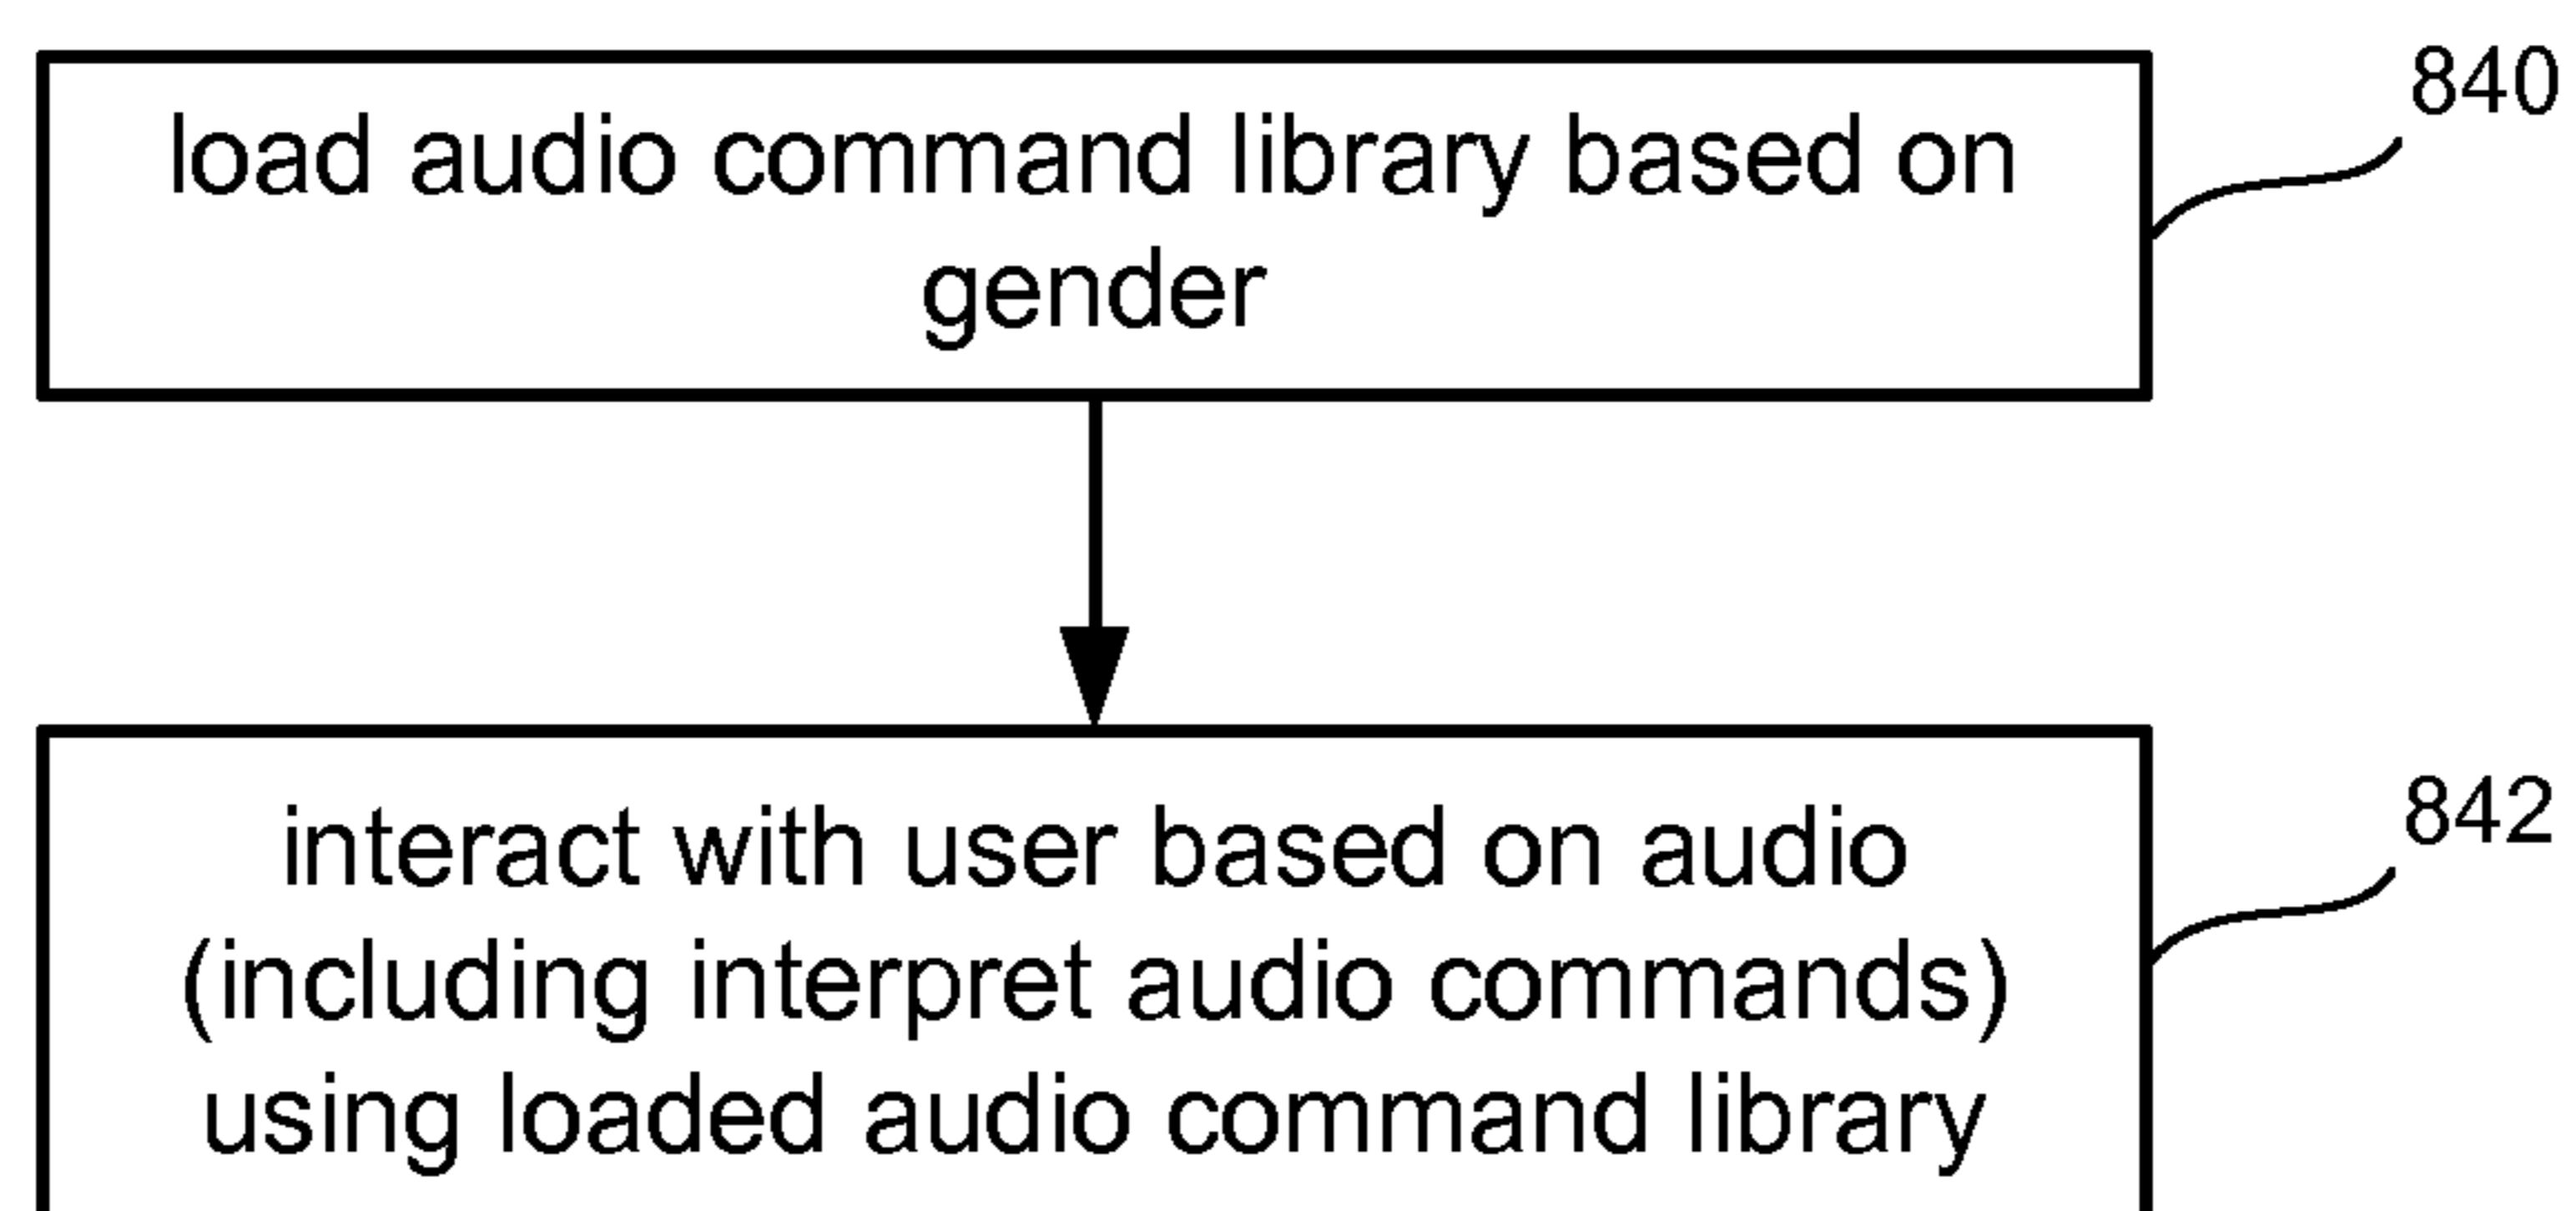 840
load audio command library based on
gender
842
interact with user based on audio
(including interpret audio commands)
using loaded audio command library